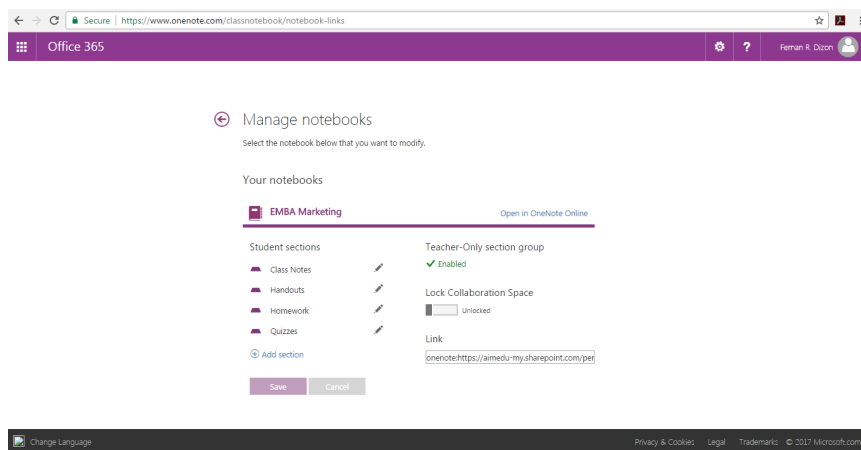 Secure | https://www.onenote.com/classnotebook/notebook-links
Office 365
? Fernan R. Dizon
Manage notebooks
Select the notebook below that you want to modify.
Your notebooks
EMBA Marketing
Open in OneNote Online
Student sections
Class Notes
Handouts
Homework
Quizzes
Add section
Save
Cancel
Teacher-Only section group
Enabled
Lock Collaboration Space
Unlocked
Link
onenote:https://aimedu-my.sharepoint.com/per
Change Language
Privacy & Cookies Legal Trademarks © 2017 Microsoft.com